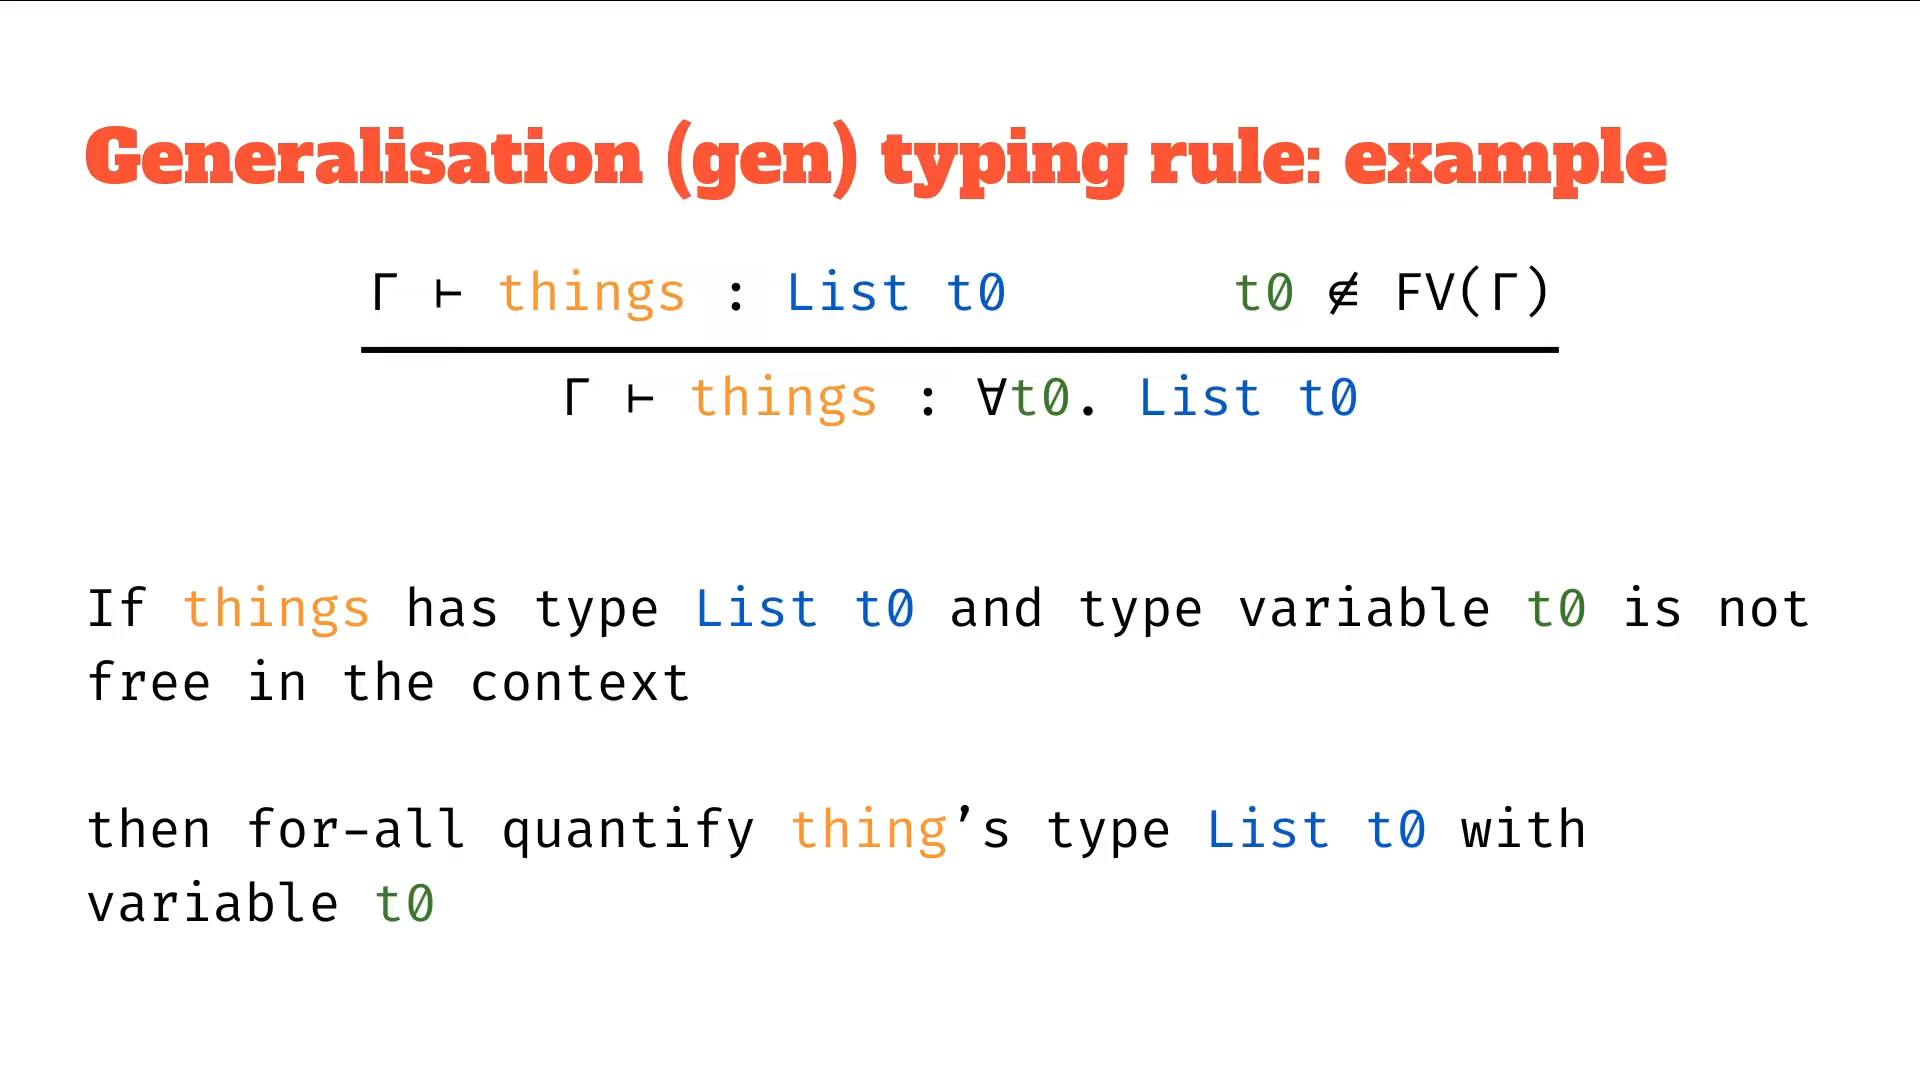 Generalisation (gen) typing rule: example
Γ ⊢ things : List t0 t0 ∉ FV(Γ)
Γ ⊢ things : ∀t0. List t0
If things has type List t0 and type variable t0 is not
free in the context
then for-all quantify thing’s type List t0 with
variable t0